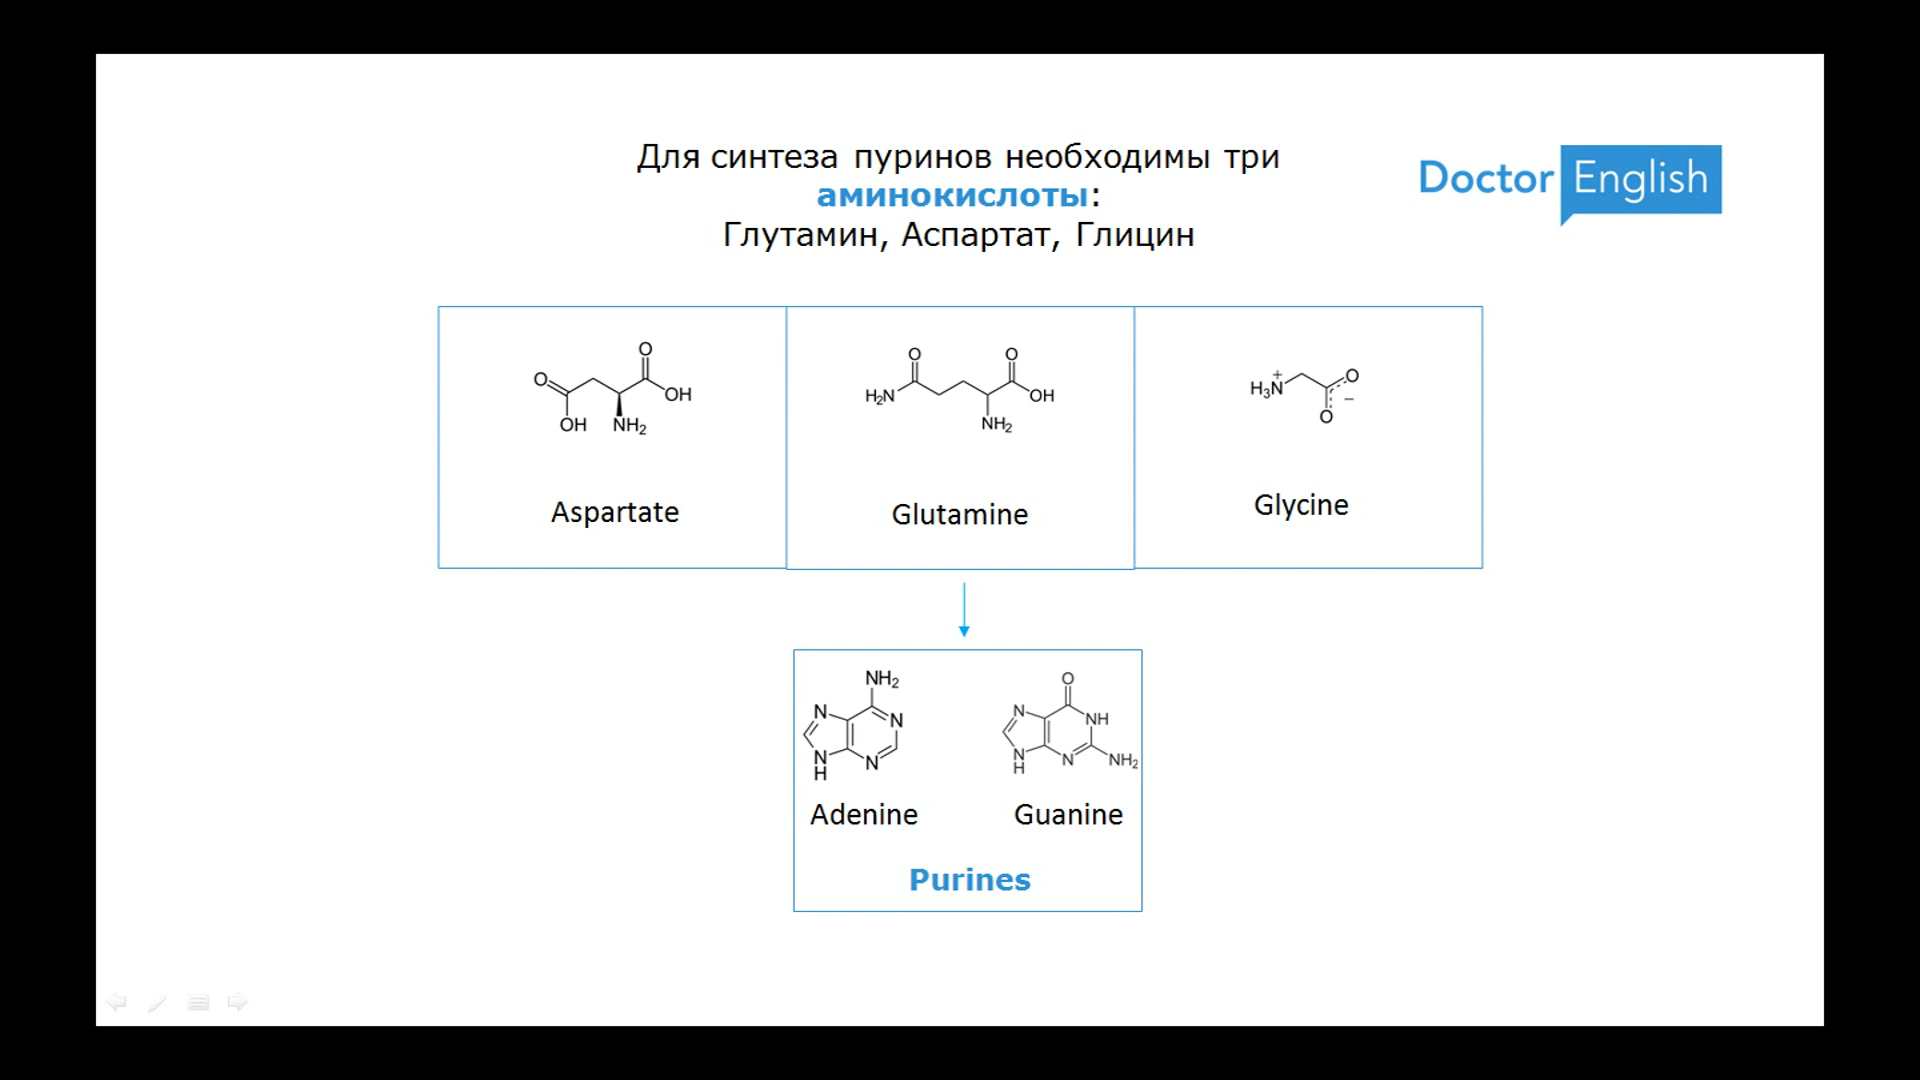 Для синтеза пуринов необходимы три
аминокислоты:
Глутамин, Аспартат, Глицин
Doctor English
O
O
OH
OH
NH₂
Aspartate
O
O
H₂N
OH
NH₂
Glutamine
H₃N⁺
O
O
−
Glycine
NH₂
N
N
N
H
N
Adenine
O
N
NH
N
H
N
NH₂
Guanine
Purines